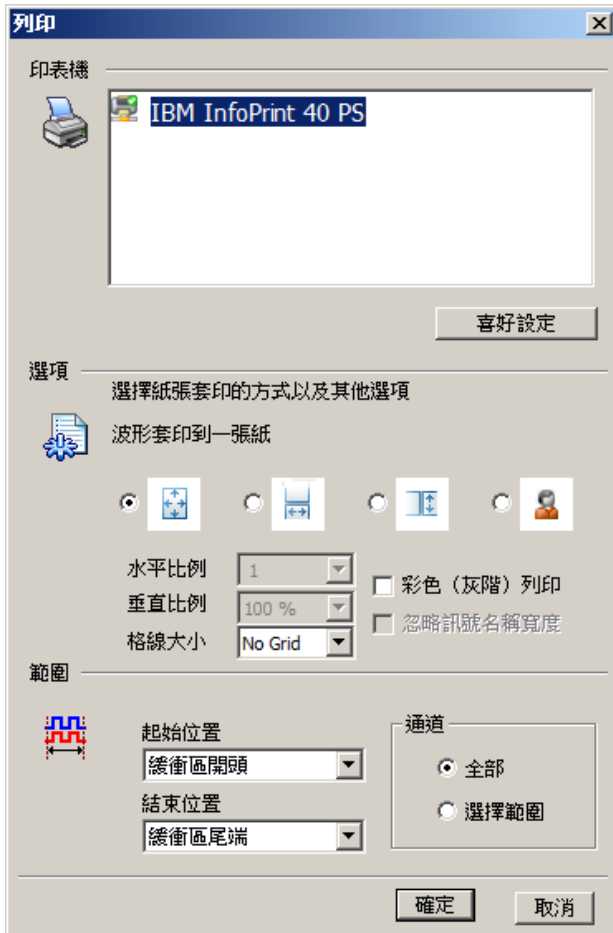 列印
印表機
IBM InfoPrint 40 PS
喜好設定
選項
選擇紙張套印的方式以及其他選項
波形套印到一張紙
水平比例 1
彩色（灰階）列印
垂直比例 100 %
忽略訊號名稱寬度
格線大小 No Grid
範圍
起始位置
緩衝區開頭
結束位置
緩衝區尾端
通道
全部
選擇範圍
確定 取消